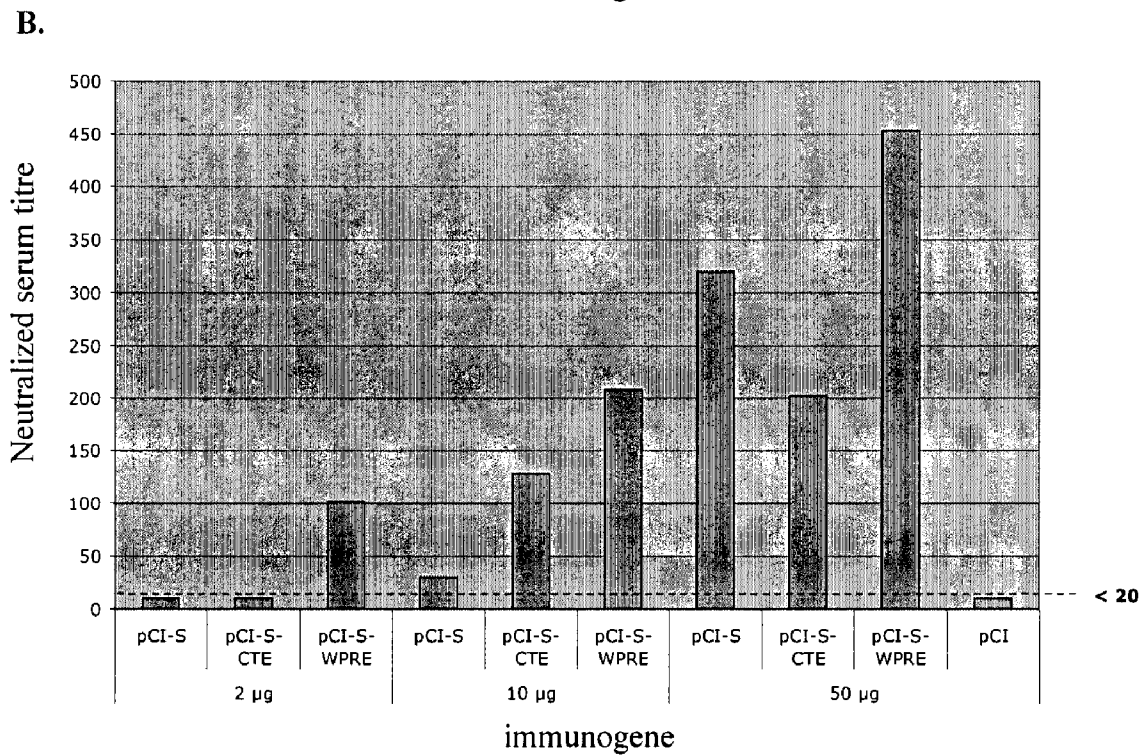 B.
Neutralized serum titre
500
450
400
350
300
250
200
150
100
50
0
< 20
pCI-S
pCI-S-
CTE
pCI-S-
WPRE
pCI-S
pCI-S-
CTE
pCI-S-
WPRE
pCI-S
pCI-S-
CTE
pCI-S-
WPRE
pCI
2 µg
10 µg
50 µg
immunogene